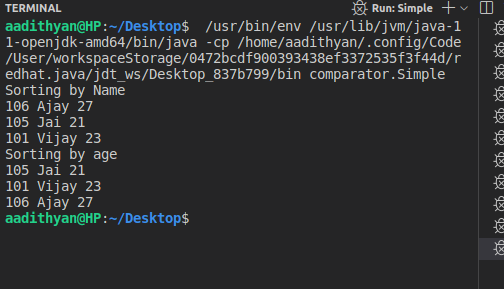 TERMINAL
Run: Simple
aadithyan@HP:~/Desktop$  /usr/bin/env /usr/lib/jvm/java-1
1-openjdk-amd64/bin/java -cp /home/aadithyan/.config/Code
/User/workspaceStorage/0472bcdf900393438ef3372535f3f44d/r
edhat.java/jdt_ws/Desktop_837b799/bin comparator.Simple
Sorting by Name
106 Ajay 27
105 Jai 21
101 Vijay 23
Sorting by age
105 Jai 21
101 Vijay 23
106 Ajay 27
aadithyan@HP:~/Desktop$